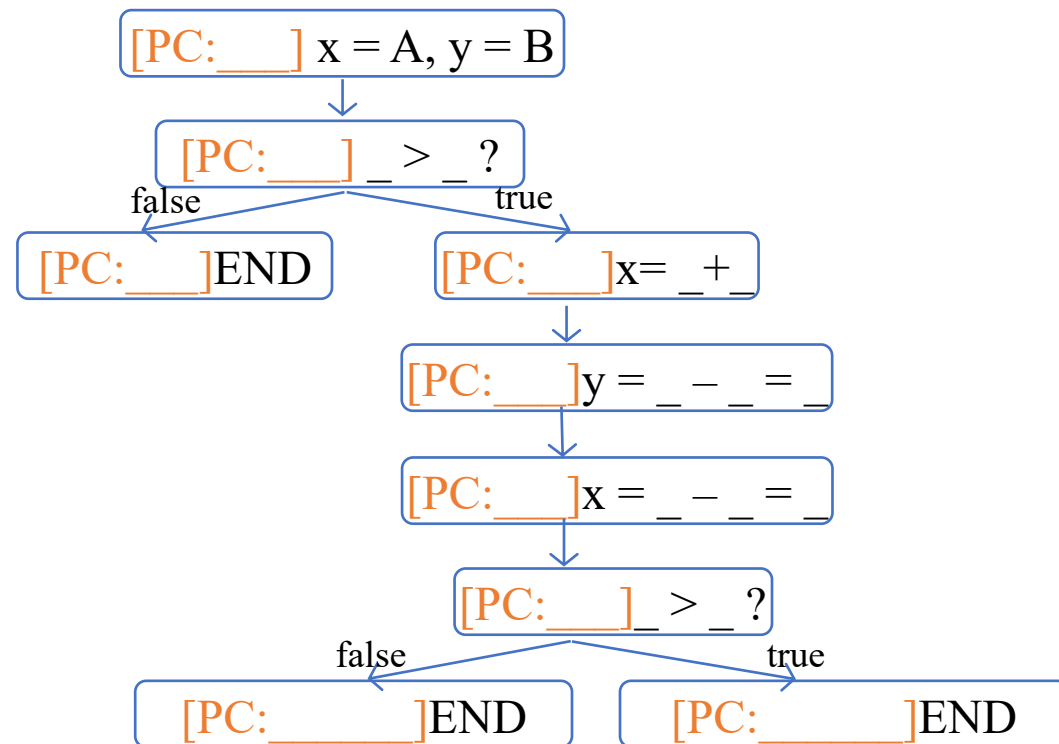 [PC:___] x = A, y = B
[PC:___] _ > _ ?
false true
[PC:___]END [PC:___]x= _+_
[PC:___]y = _ – _ = _
[PC:___]x = _ – _ = _
[PC:___]_ > _ ?
false true
[PC:______]END [PC:______]END